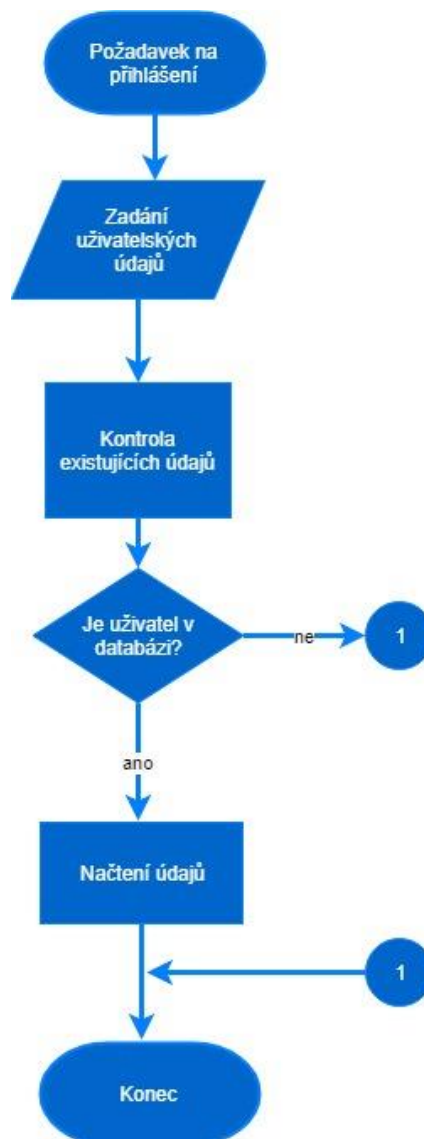 Požadavek na
přihlášení
Zadání
uživatelských
údajů
Kontrola
existujících údajů
Je uživatel v
databázi?
ne
1
ano
Načtení údajů
1
Konec